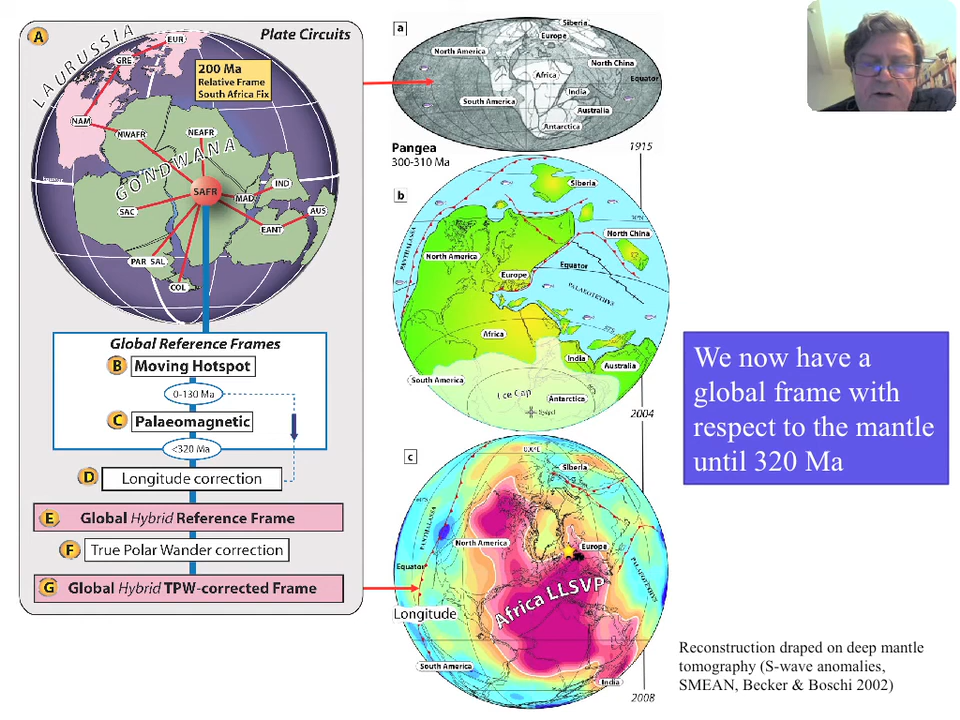 A
Plate Circuits
LAURUSSIA
EUR
GRE
200 Ma
Relative Frame
South Africa Fix
NAM
NWAFR
NEAFR
GONDWANA
SAFR
MAD
IND
SAC
AUS
EANT
PAR SAL
COL
Global Reference Frames
B Moving Hotspot
0-130 Ma
C Palaeomagnetic
<320 Ma
D Longitude correction
E Global Hybrid Reference Frame
F True Polar Wander correction
G Global Hybrid TPW-corrected Frame
a
Siberia
Europe
North America
North China
Africa
Equator
India
South America
Australia
Antarctica
Pangea
300-310 Ma
1915
b
Siberia
PANTHALASSA
North China
North America
Equator
Europe
PALAEOTETHYS
Africa
India
Australia
South America
Ice Cap
Antarctica
2004
c
Siberia
PANTHALASSA
North America
Europe
Equator
PALAEOTETHYS
Africa LLSVP
Longitude
South America
India
2008
We now have a
global frame with
respect to the mantle
until 320 Ma
Reconstruction draped on deep mantle
tomography (S-wave anomalies,
SMEAN, Becker & Boschi 2002)